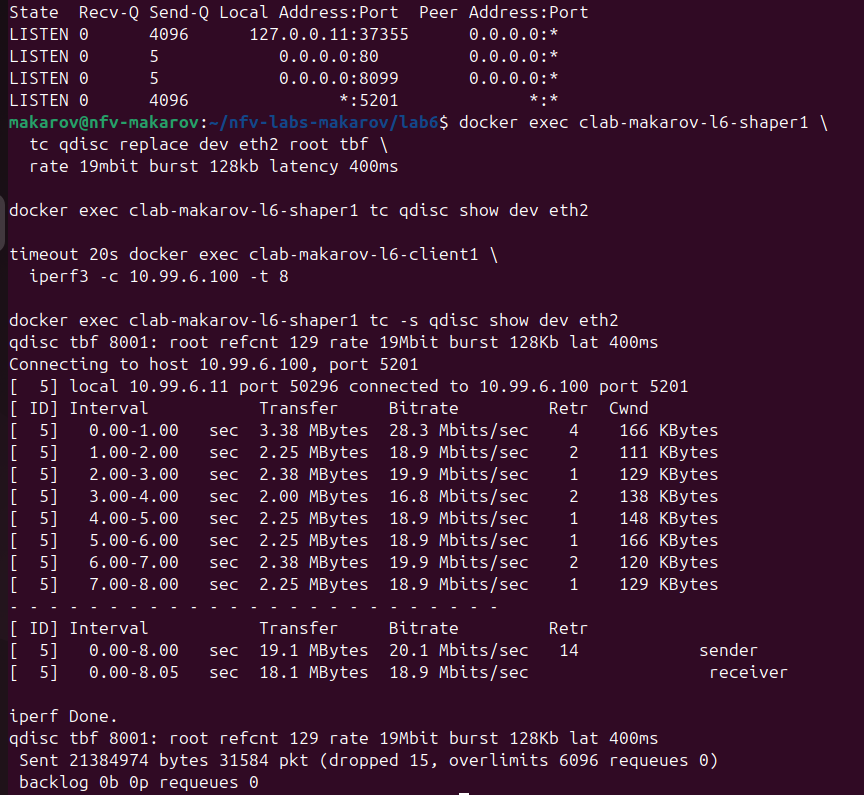 State  Recv-Q Send-Q Local Address:Port  Peer Address:Port
LISTEN 0      4096      127.0.0.11:37355      0.0.0.0:*
LISTEN 0      5            0.0.0.0:80         0.0.0.0:*
LISTEN 0      5            0.0.0.0:8099       0.0.0.0:*
LISTEN 0      4096               *:5201             *:*
makarov@nfv-makarov:~/nfv-labs-makarov/lab6$ docker exec clab-makarov-l6-shaper1 \
  tc qdisc replace dev eth2 root tbf \
  rate 19mbit burst 128kb latency 400ms

docker exec clab-makarov-l6-shaper1 tc qdisc show dev eth2

timeout 20s docker exec clab-makarov-l6-client1 \
  iperf3 -c 10.99.6.100 -t 8

docker exec clab-makarov-l6-shaper1 tc -s qdisc show dev eth2
qdisc tbf 8001: root refcnt 129 rate 19Mbit burst 128Kb lat 400ms
Connecting to host 10.99.6.100, port 5201
[  5] local 10.99.6.11 port 50296 connected to 10.99.6.100 port 5201
[ ID] Interval           Transfer     Bitrate         Retr  Cwnd
[  5]   0.00-1.00   sec  3.38 MBytes  28.3 Mbits/sec    4    166 KBytes
[  5]   1.00-2.00   sec  2.25 MBytes  18.9 Mbits/sec    2    111 KBytes
[  5]   2.00-3.00   sec  2.38 MBytes  19.9 Mbits/sec    1    129 KBytes
[  5]   3.00-4.00   sec  2.00 MBytes  16.8 Mbits/sec    2    138 KBytes
[  5]   4.00-5.00   sec  2.25 MBytes  18.9 Mbits/sec    1    148 KBytes
[  5]   5.00-6.00   sec  2.25 MBytes  18.9 Mbits/sec    1    166 KBytes
[  5]   6.00-7.00   sec  2.38 MBytes  19.9 Mbits/sec    2    120 KBytes
[  5]   7.00-8.00   sec  2.25 MBytes  18.9 Mbits/sec    1    129 KBytes
- - - - - - - - - - - - - - - - - - - - - - - - -
[ ID] Interval           Transfer     Bitrate         Retr
[  5]   0.00-8.00   sec  19.1 MBytes  20.1 Mbits/sec   14            sender
[  5]   0.00-8.05   sec  18.1 MBytes  18.9 Mbits/sec                  receiver

iperf Done.
qdisc tbf 8001: root refcnt 129 rate 19Mbit burst 128Kb lat 400ms
 Sent 21384974 bytes 31584 pkt (dropped 15, overlimits 6096 requeues 0)
 backlog 0b 0p requeues 0